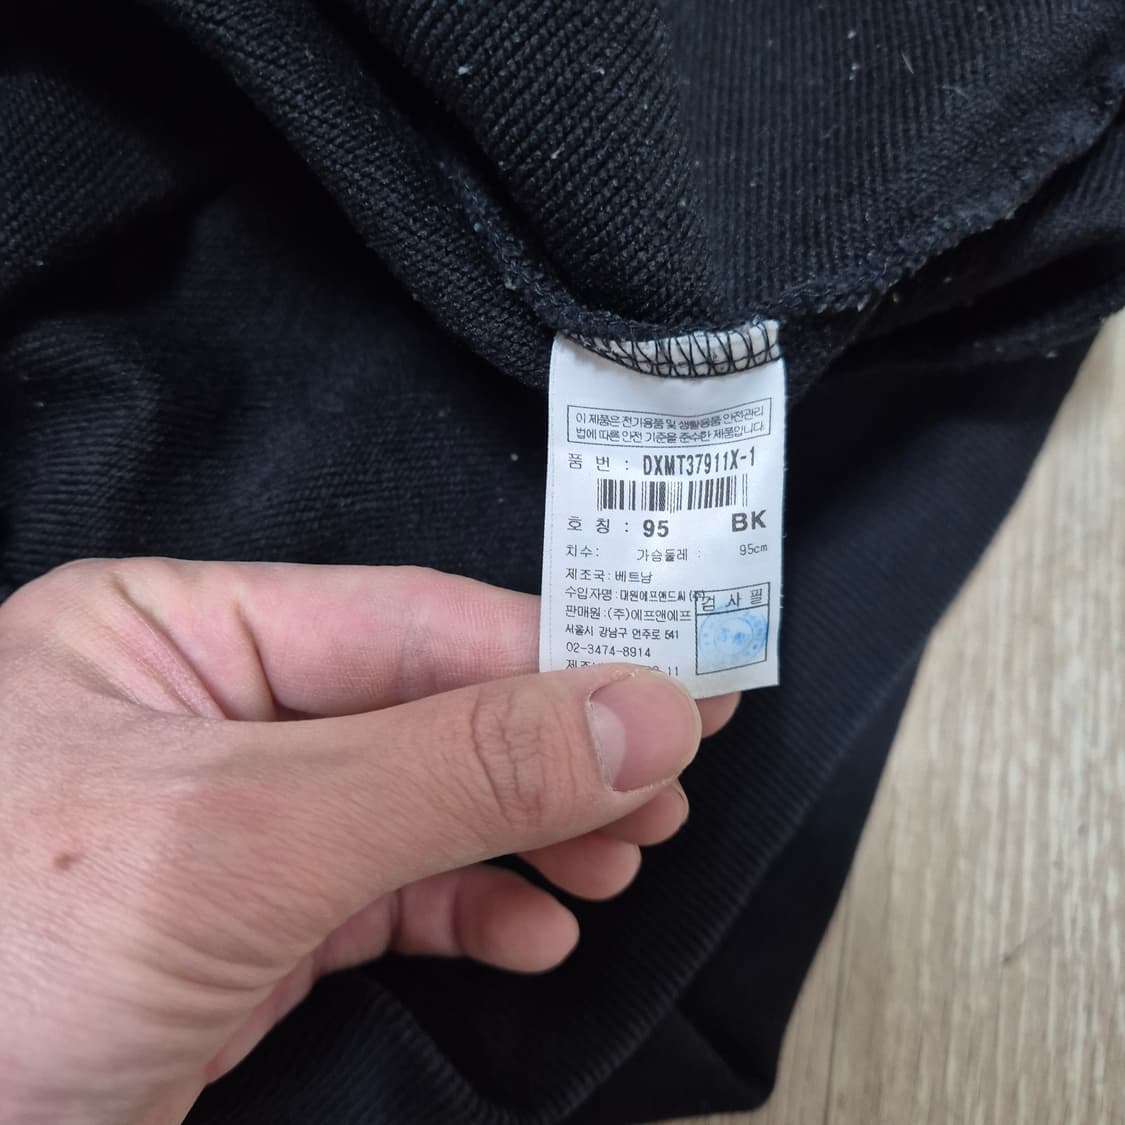 이 제품은 전기용품 및 생활용품 안전관리
법에 따른 안전 기준을 준수한 제품입니다.
품 번 : DXMT37911X-1
호 칭 : 95 BK
치수: 가슴둘레 : 95cm
제조국: 베트남
수입자명: 대원에프앤드씨 (주)
판매원: (주)에프앤에프
서울시 강남구 언주로 541
02-3474-8914
11
검 사 필